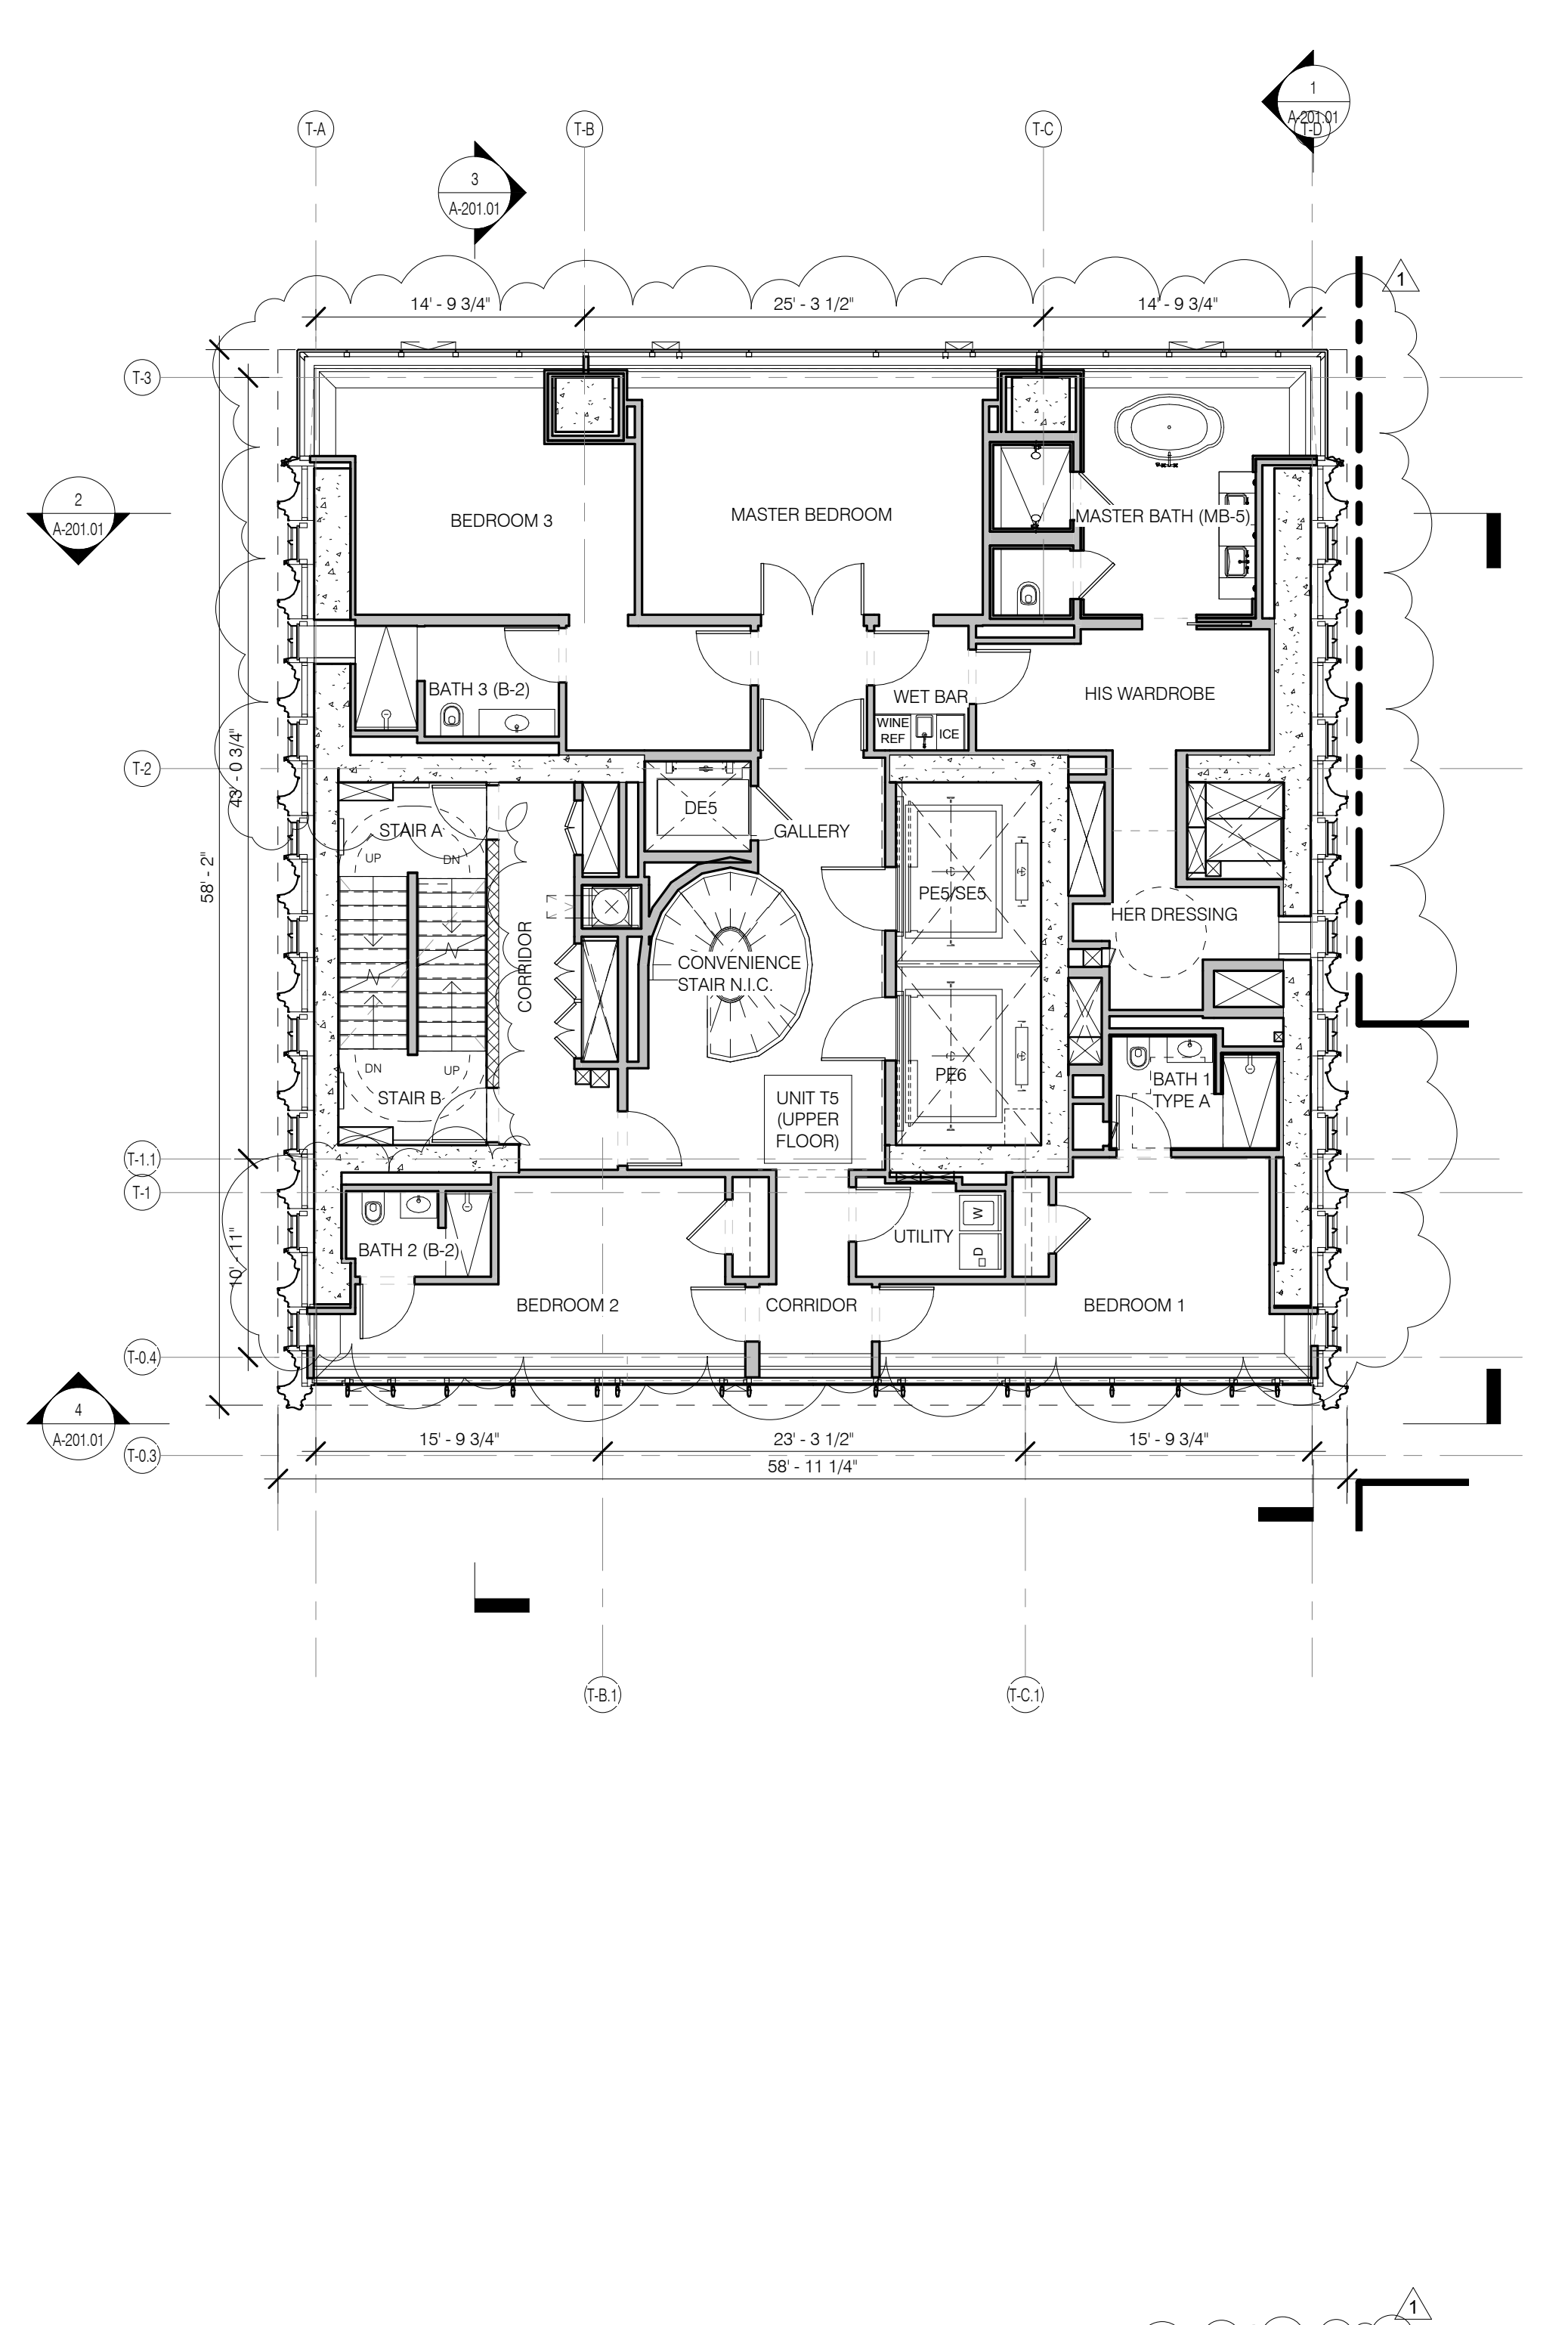 1
A-201.01
T-D
T-A
T-B
T-C
3
A-201.01
1
14' - 9 3/4"
25' - 3 1/2"
14' - 9 3/4"
T-3
2
A-201.01
BEDROOM 3
MASTER BEDROOM
MASTER BATH (MB-5)
BATH 3 (B-2)
WET BAR
HIS WARDROBE
WINE
REF
ICE
43' - 0 3/4"
T-2
DE5
STAIR A
GALLERY
UP
DN
58' - 2"
PE5/SE5
HER DRESSING
CORRIDOR
CONVENIENCE
STAIR N.I.C.
DN
UP
PE6
BATH 1
TYPE A
STAIR B
UNIT T5
(UPPER
FLOOR)
T-1.1
T-1
W
D
UTILITY
BATH 2 (B-2)
10' - 11"
BEDROOM 2
CORRIDOR
BEDROOM 1
T-0.4
4
A-201.01
T-0.3
15' - 9 3/4"
23' - 3 1/2"
15' - 9 3/4"
58' - 11 1/4"
T-B.1
T-C.1
1